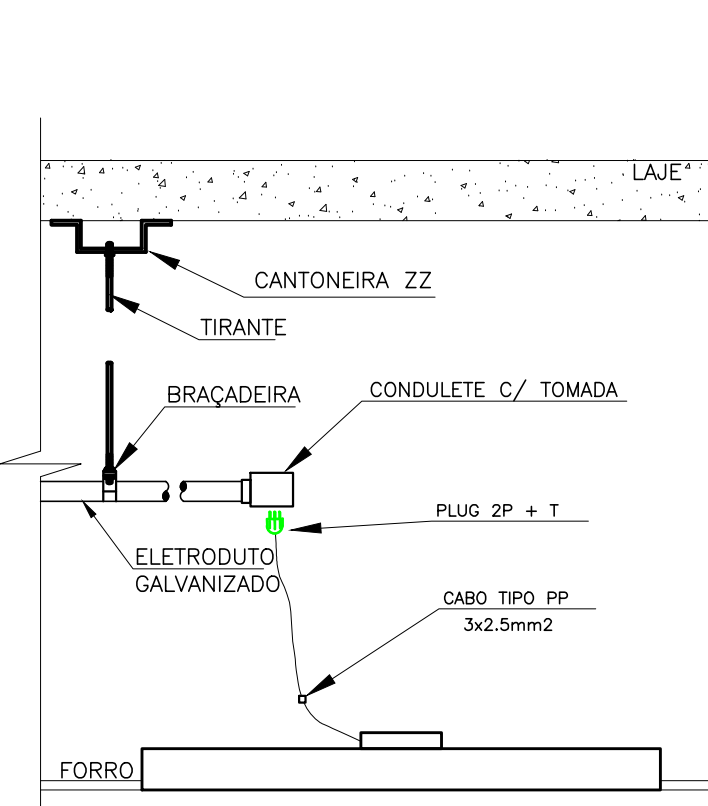 LAJE
CANTONEIRA ZZ
TIRANTE
BRAÇADEIRA
CONDULETE C/ TOMADA
PLUG 2P + T
ELETRODUTO
GALVANIZADO
CABO TIPO PP
3x2.5mm2
FORRO